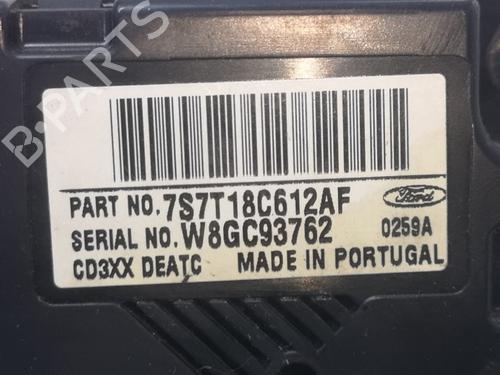 B-PARTS
PART NO. 7S7T18C612AF
Ford
SERIAL NO. W8GC93762 0259A
CD3XX DEATC MADE IN PORTUGAL